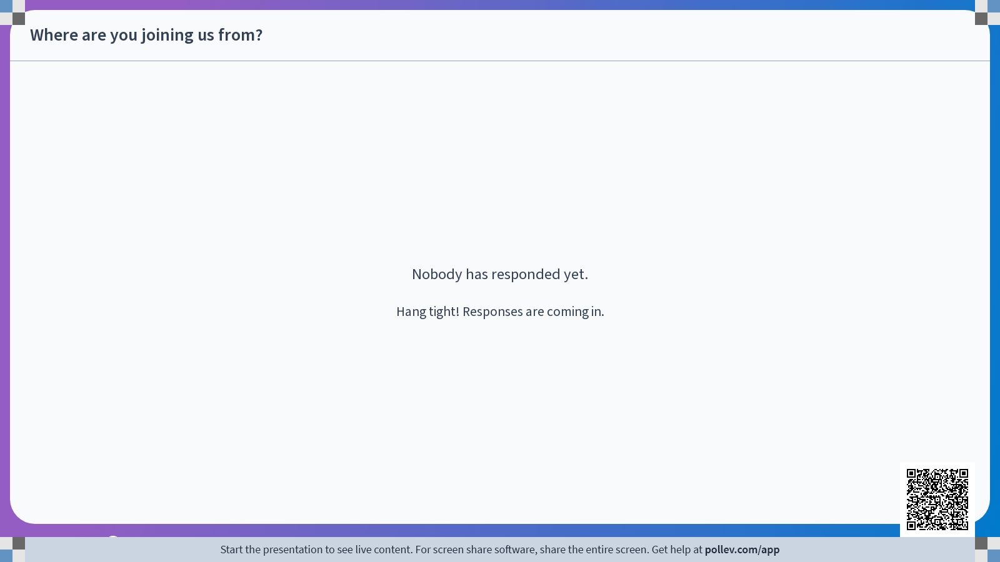 Where are you joining us from?
Nobody has responded yet.
Hang tight! Responses are coming in.
Start the presentation to see live content. For screen share software, share the entire screen. Get help at pollev.com/app